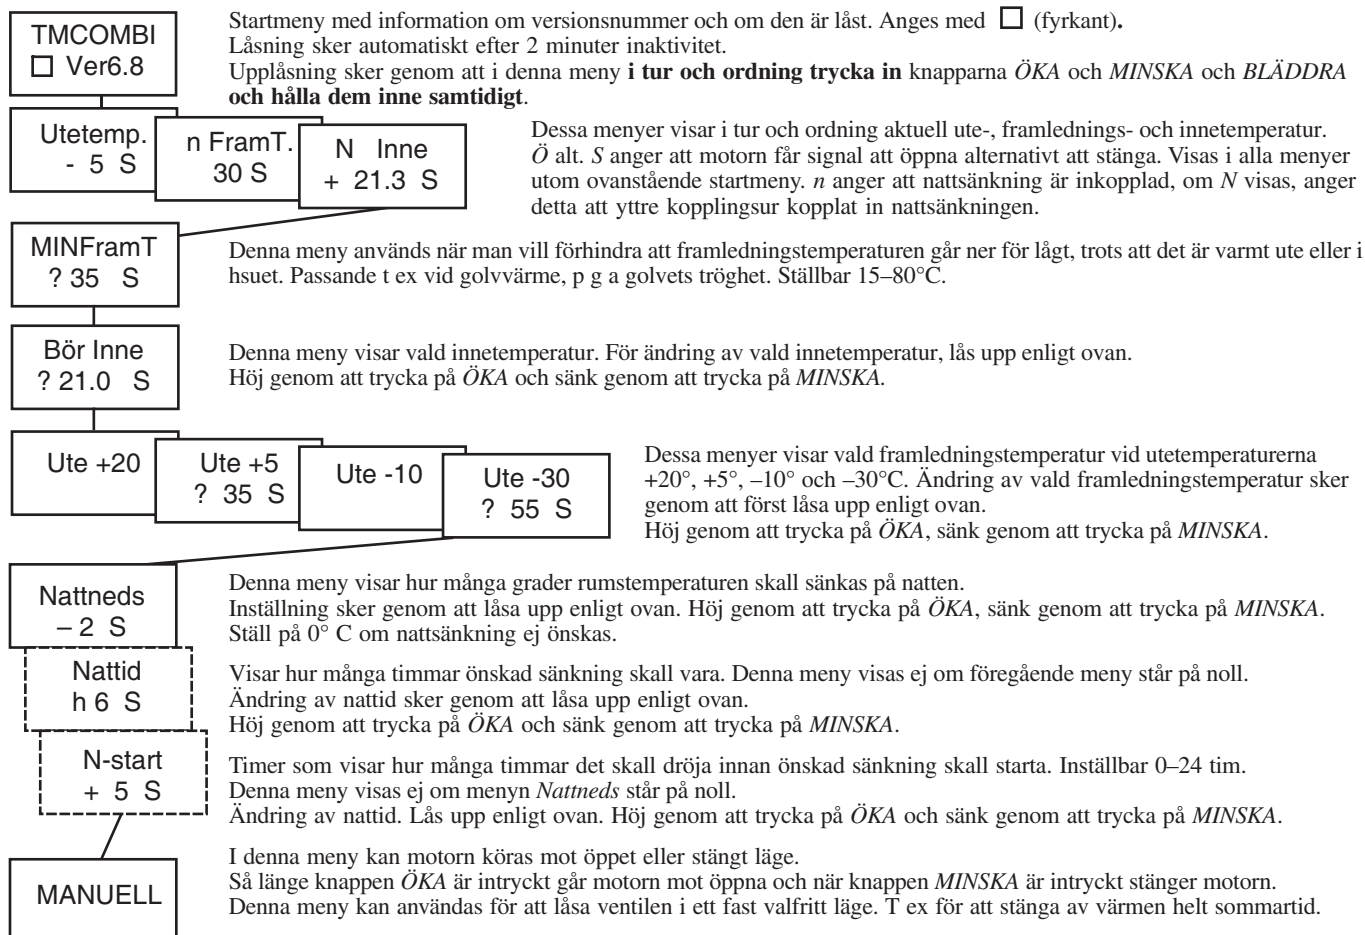 TMCOMBI
☐ Ver6.8
Startmeny med information om versionsnummer och om den är låst. Anges med ☐ (fyrkant).
Låsning sker automatiskt efter 2 minuter inaktivitet.
Upplåsning sker genom att i denna meny i tur och ordning trycka in knapparna ÖKA och MINSKA och BLÄDDRA
och hålla dem inne samtidigt.
Utetemp.
- 5 S
n FramT.
30 S
N Inne
+ 21.3 S
Dessa menyer visar i tur och ordning aktuell ute-, framlednings- och innetemperatur.
Ö alt. S anger att motorn får signal att öppna alternativt att stänga. Visas i alla menyer
utom ovanstående startmeny. n anger att nattsänkning är inkopplad, om N visas, anger
detta att yttre kopplingsur kopplat in nattsänkningen.
MINFramT
? 35 S
Denna meny används när man vill förhindra att framledningstemperaturen går ner för lågt, trots att det är varmt ute eller i
hsuet. Passande t ex vid golvvärme, p g a golvets tröghet. Ställbar 15–80°C.
Bör Inne
? 21.0 S
Denna meny visar vald innetemperatur. För ändring av vald innetemperatur, lås upp enligt ovan.
Höj genom att trycka på ÖKA och sänk genom att trycka på MINSKA.
Ute +20
Ute +5
? 35 S
Ute -10
Ute -30
? 55 S
Dessa menyer visar vald framledningstemperatur vid utetemperaturerna
+20°, +5°, –10° och –30°C. Ändring av vald framledningstemperatur sker
genom att först låsa upp enligt ovan.
Höj genom att trycka på ÖKA, sänk genom att trycka på MINSKA.
Nattneds
– 2 S
Denna meny visar hur många grader rumstemperaturen skall sänkas på natten.
Inställning sker genom att låsa upp enligt ovan. Höj genom att trycka på ÖKA, sänk genom att trycka på MINSKA.
Ställ på 0° C om nattsänkning ej önskas.
Nattid
h 6 S
Visar hur många timmar önskad sänkning skall vara. Denna meny visas ej om föregående meny står på noll.
Ändring av nattid sker genom att låsa upp enligt ovan.
Höj genom att trycka på ÖKA och sänk genom att trycka på MINSKA.
N-start
+ 5 S
Timer som visar hur många timmar det skall dröja innan önskad sänkning skall starta. Inställbar 0–24 tim.
Denna meny visas ej om menyn Nattneds står på noll.
Ändring av nattid. Lås upp enligt ovan. Höj genom att trycka på ÖKA och sänk genom att trycka på MINSKA.
MANUELL
I denna meny kan motorn köras mot öppet eller stängt läge.
Så länge knappen ÖKA är intryckt går motorn mot öppna och när knappen MINSKA är intryckt stänger motorn.
Denna meny kan användas för att låsa ventilen i ett fast valfritt läge. T ex för att stänga av värmen helt sommartid.